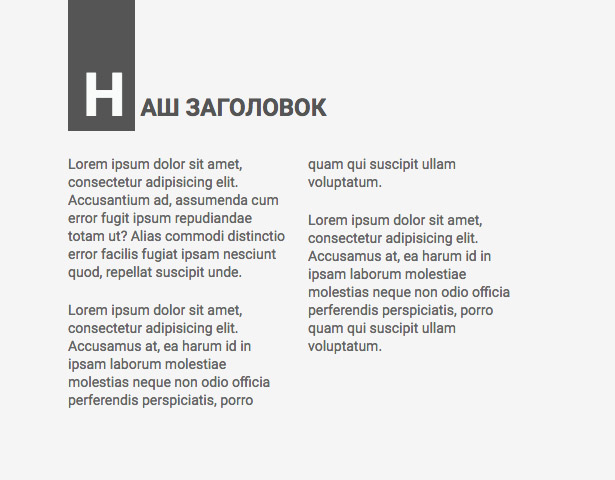 НАШ ЗАГОЛОВОК
Lorem ipsum dolor sit amet,
consectetur adipisicing elit.
Accusantium ad, assumenda cum
error fugit ipsum repudiandae
totam ut? Alias commodi distinctio
error facilis fugiat ipsam nesciunt
quod, repellat suscipit unde.
Lorem ipsum dolor sit amet,
consectetur adipisicing elit.
Accusamus at, ea harum id in
ipsam laborum molestiae
molestias neque non odio officia
perferendis perspiciatis, porro
quam qui suscipit ullam
voluptatum.
Lorem ipsum dolor sit amet,
consectetur adipisicing elit.
Accusamus at, ea harum id in
ipsam laborum molestiae
molestias neque non odio officia
perferendis perspiciatis, porro
quam qui suscipit ullam
voluptatum.